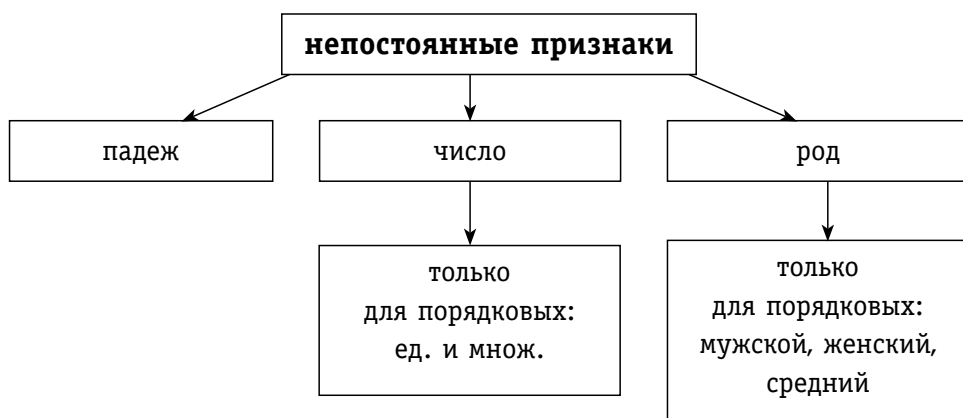 непостоянные признаки
падеж
число
род
только
для порядковых:
ед. и множ.
только
для порядковых:
мужской, женский,
средний